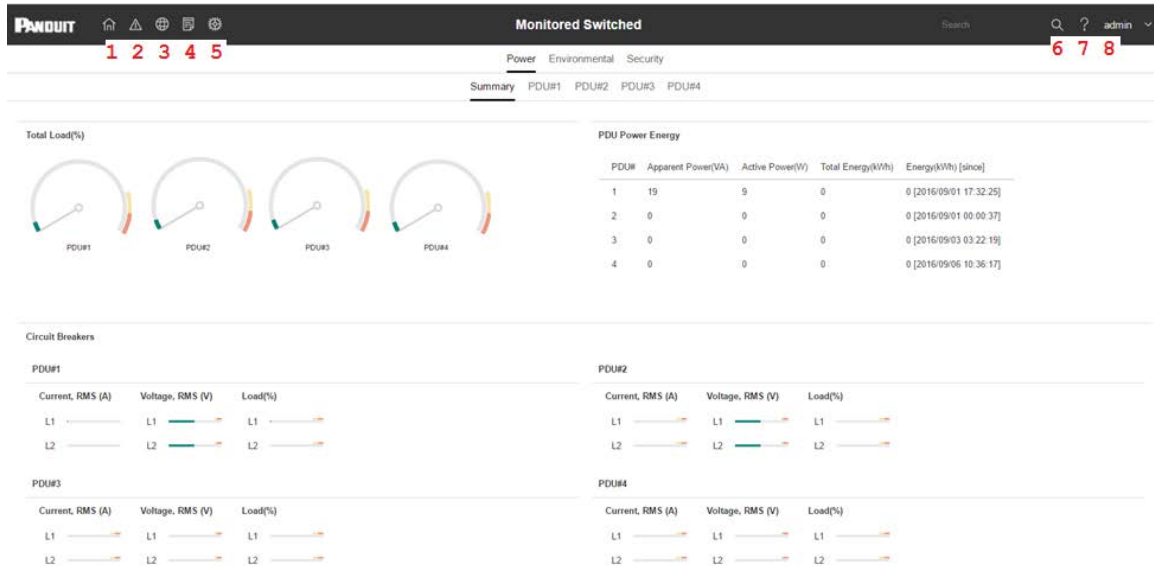 PANDUIT Monitored Switched Search admin
1 2 3 4 5 6 7 8
Power Environmental Security
Summary PDU#1 PDU#2 PDU#3 PDU#4
Total Load(%)
PDU#1 PDU#2 PDU#3 PDU#4
PDU Power Energy
PDU# Apparent Power(VA) Active Power(W) Total Energy(kWh) Energy(kWh) [since]
1 19 9 0 0 [2016/09/01 17:32:25]
2 0 0 0 0 [2016/09/01 00:00:37]
3 0 0 0 0 [2016/09/03 03:22:19]
4 0 0 0 0 [2016/09/06 10:36:17]
Circuit Breakers
PDU#1
Current, RMS (A) Voltage, RMS (V) Load(%)
L1 L1 L1
L2 L2 L2
PDU#2
Current, RMS (A) Voltage, RMS (V) Load(%)
L1 L1 L1
L2 L2 L2
PDU#3
Current, RMS (A) Voltage, RMS (V) Load(%)
L1 L1 L1
L2 L2 L2
PDU#4
Current, RMS (A) Voltage, RMS (V) Load(%)
L1 L1 L1
L2 L2 L2